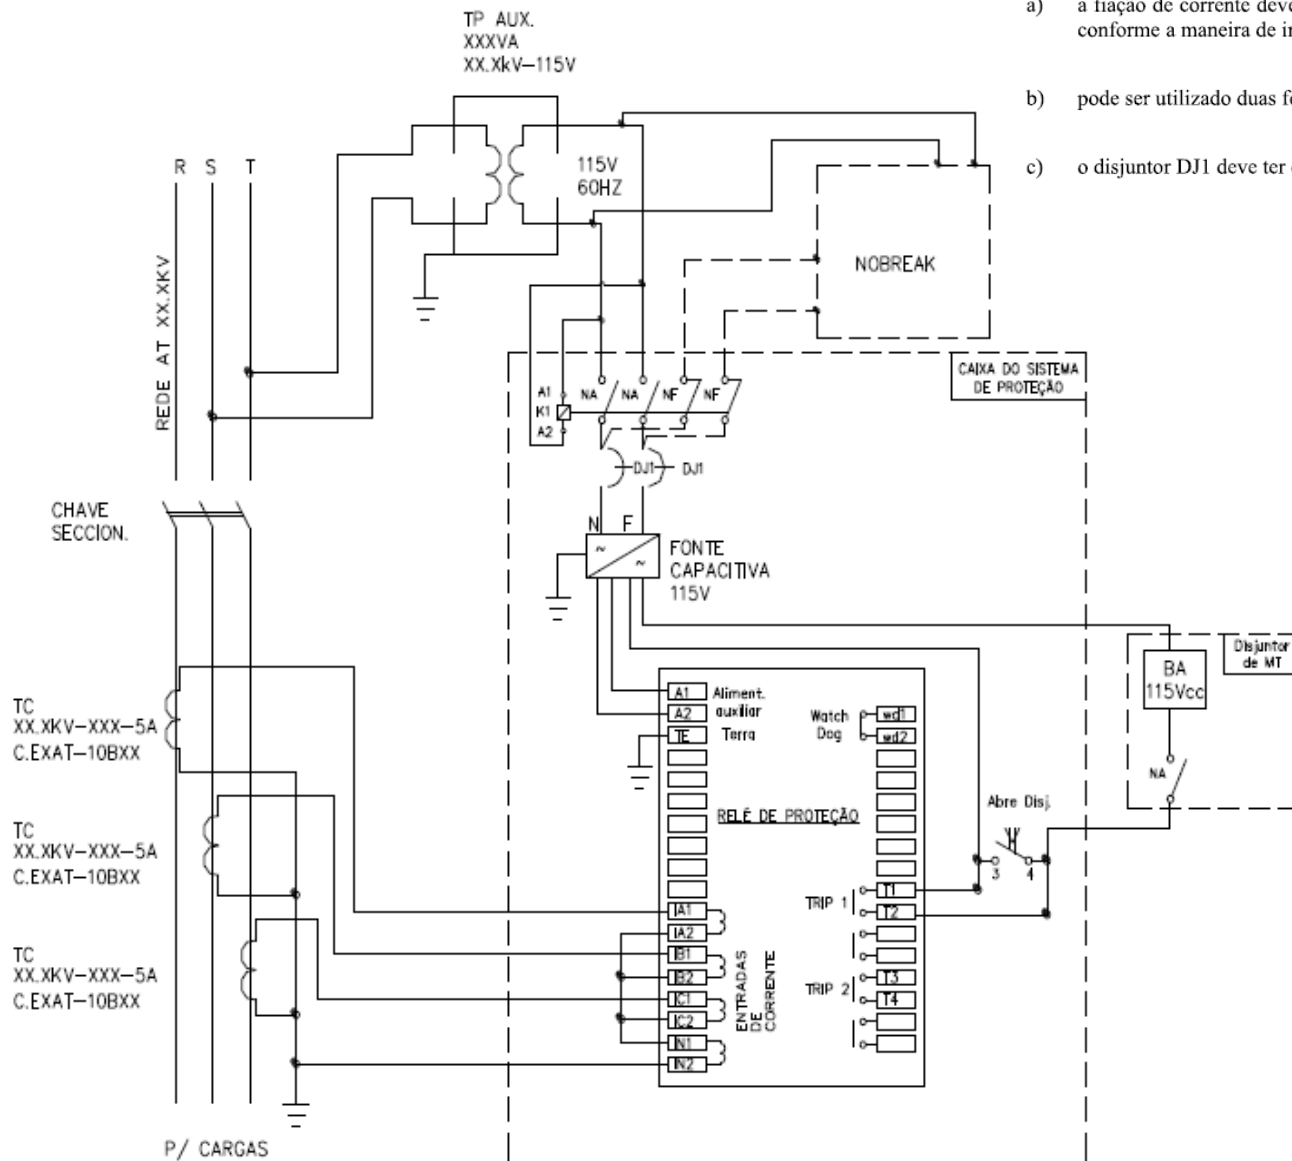 TP AUX.
XXXVA
XX.XkV-115V
a) a fiação de corrente deve
conforme a maneira de
b) pode ser utilizado duas
c) o disjuntor DJ1 deve ter
R S T
115V
60HZ
REDE AT XX.XKV
NOBREAK
CAIXA DO SISTEMA
DE PROTEÇÃO
A1
K1
A2
NA
NA
NF
NF
DJ1
DJ1
CHAVE
SECCION.
N F
~
~
FONTE
CAPACITIVA
115V
Disjuntor
de MT
BA
115Vcc
NA
TC
XX.XKV-XXX-5A
C.EXAT-10BXX
TC
XX.XKV-XXX-5A
C.EXAT-10BXX
TC
XX.XKV-XXX-5A
C.EXAT-10BXX
A1
A2
TE
Aliment.
auxiliar
Terra
Watch
Dog
wd1
wd2
RELÉ DE PROTEÇÃO
Abre Disj.
3 4
TRIP 1
T1
T2
TRIP 2
T3
T4
IA1
IA2
IB1
IB2
IC1
IC2
IN1
IN2
ENTRADAS
DE
CORRENTE
P/ CARGAS